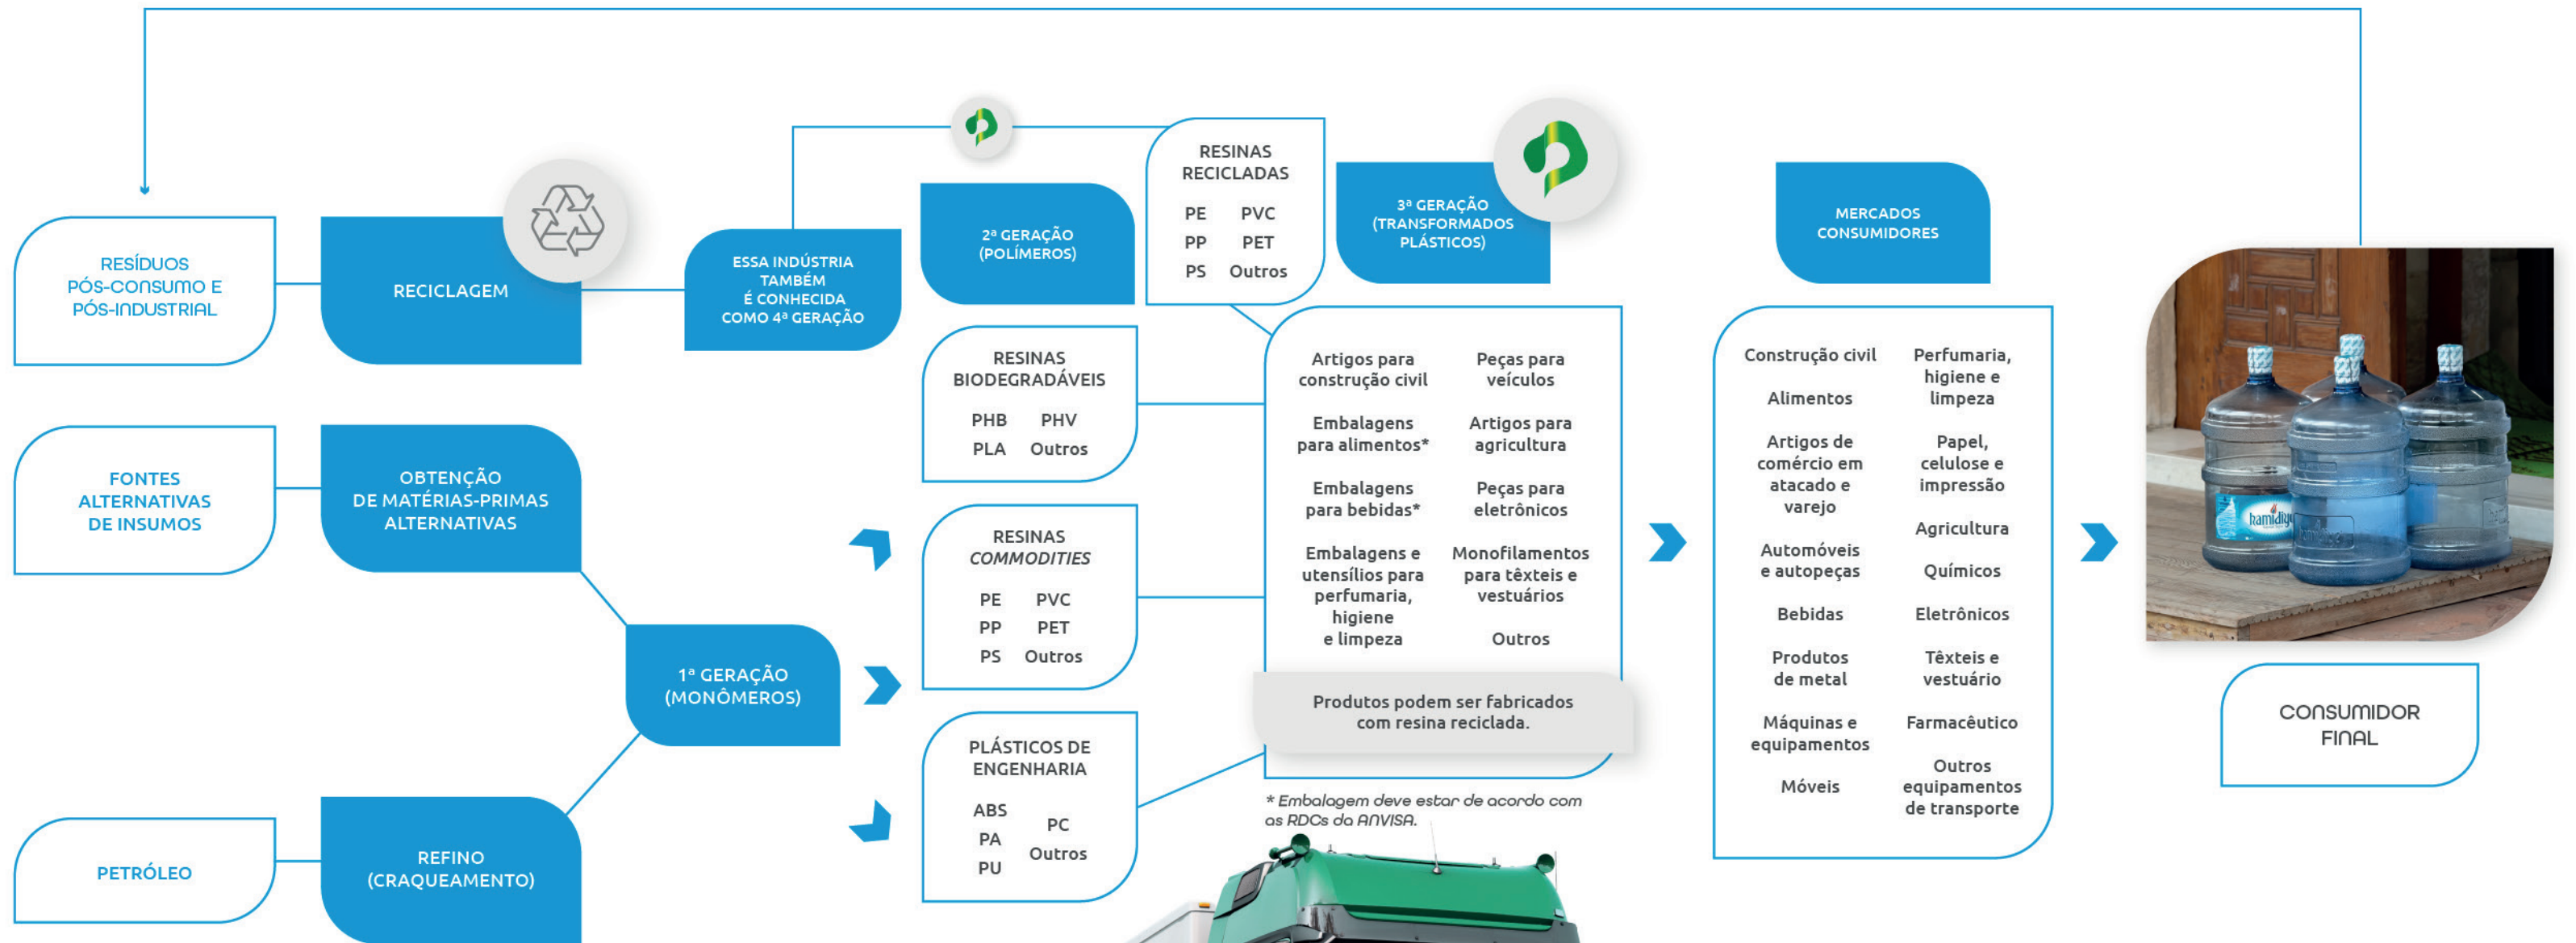 RESÍDUOS
PÓS-CONSUMO E
PÓS-INDUSTRIAL
RECICLAGEM
ESSA INDÚSTRIA
TAMBÉM
É CONHECIDA
COMO 4ª GERAÇÃO
FONTES
ALTERNATIVAS
DE INSUMOS
OBTENÇÃO
DE MATÉRIAS-PRIMAS
ALTERNATIVAS
PETRÓLEO
REFINO
(CRAQUEAMENTO)
1ª GERAÇÃO
(MONÔMEROS)
2ª GERAÇÃO
(POLÍMEROS)
RESINAS
BIODEGRADÁVEIS
PHB PHV
PLA Outros
RESINAS
COMMODITIES
PE PVC
PP PET
PS Outros
PLÁSTICOS DE
ENGENHARIA
ABS
PA
PU
PC
Outros
RESINAS
RECICLADAS
PE PVC
PP PET
PS Outros
3ª GERAÇÃO
(TRANSFORMADOS
PLÁSTICOS)
Artigos para
construção civil
Embalagens
para alimentos*
Embalagens
para bebidas*
Embalagens e
utensílios para
perfumaria,
higiene
e limpeza
Peças para
veículos
Artigos para
agricultura
Peças para
eletrônicos
Monofilamentos
para têxteis e
vestuários
Outros
Produtos podem ser fabricados
com resina reciclada.
* Embalagem deve estar de acordo com
as RDCs da ANVISA.
MERCADOS
CONSUMIDORES
Construção civil
Alimentos
Artigos de
comércio em
atacado e
varejo
Automóveis
e autopeças
Bebidas
Produtos
de metal
Máquinas e
equipamentos
Móveis
Perfumaria,
higiene e
limpeza
Papel,
celulose e
impressão
Agricultura
Químicos
Eletrônicos
Têxteis e
vestuário
Farmacêutico
Outros
equipamentos
de transporte
CONSUMIDOR
FINAL